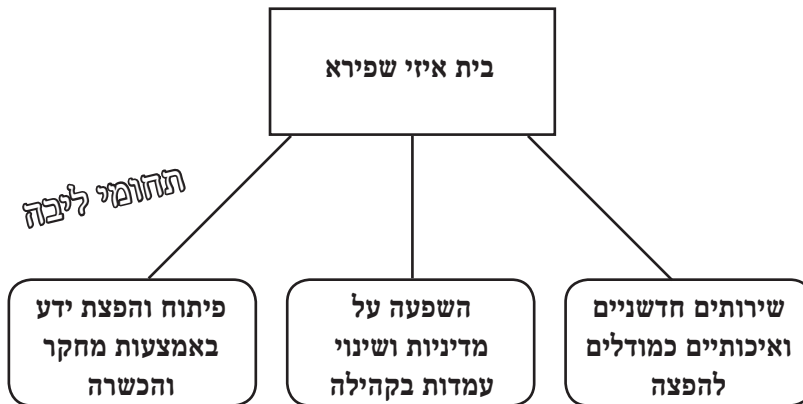 בית איזי שפירא
תחומי ליבה
שירותים חדשניים
ואיכותיים כמודלים
להפצה
השפעה על
מדיניות ושינוי
עמדות בקהילה
פיתוח והפצת ידע
באמצעות מחקר
והכשרה